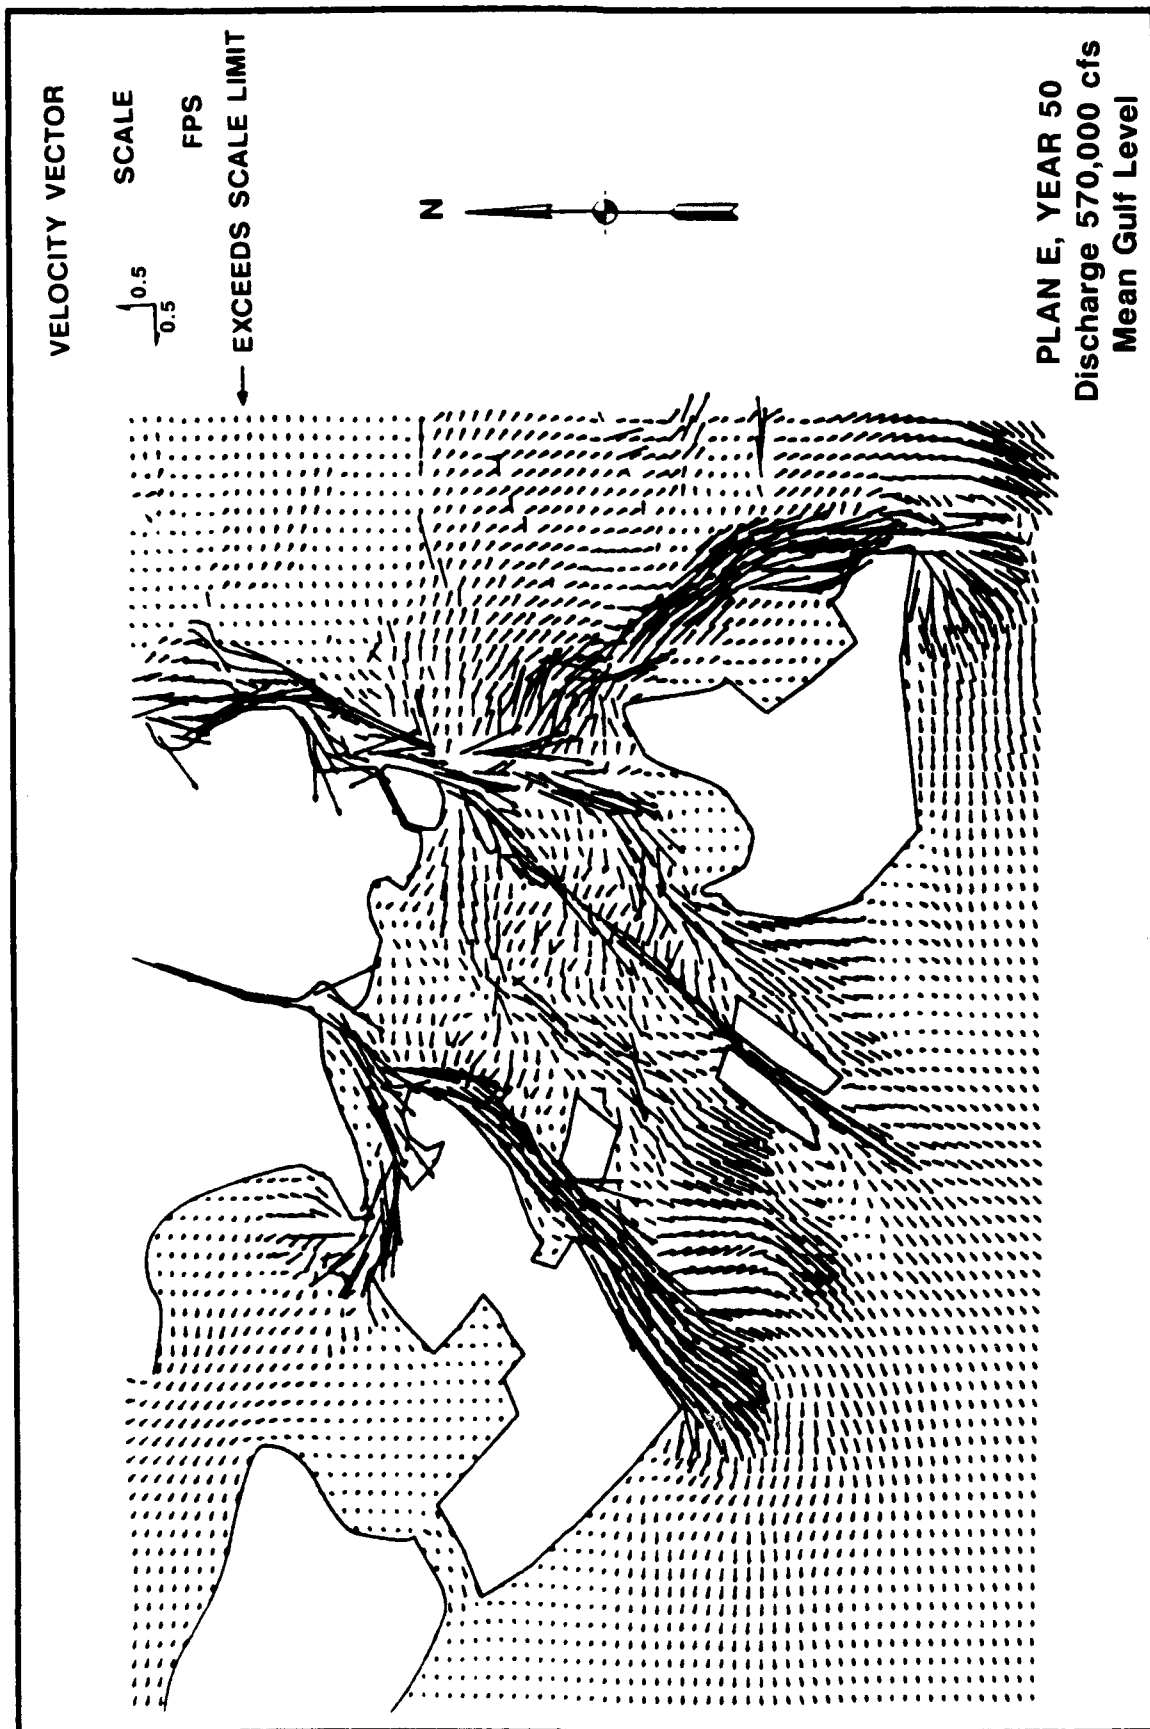 VELOCITY VECTOR
0.5
0.5
SCALE
FPS
EXCEEDS SCALE LIMIT
N
PLAN E, YEAR 50
Discharge 570,000 cfs
Mean Gulf Level